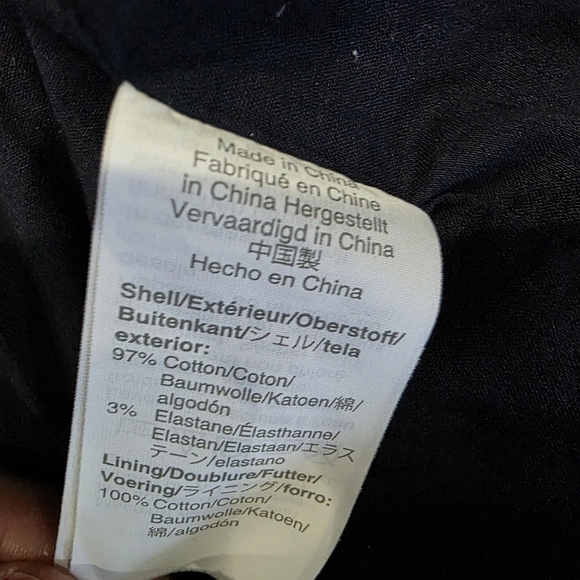 Made in China
Fabriqué en Chine
in China Hergestellt
Vervaardigd in China
中国製
Hecho en China
Shell/Extérieur/Oberstoff/
Buitenkant/シェル/tela
exterior:
97% Cotton/Coton/
Baumwolle/Katoen/綿/
algodón
3% Elastane/Élasthanne/
Elastan/Elastaan/エラス
テーン/elastano
Lining/Doublure/Futter/
Voering/ライニング/forro:
100% Cotton/Coton/
Baumwolle/Katoen/
綿/algodón